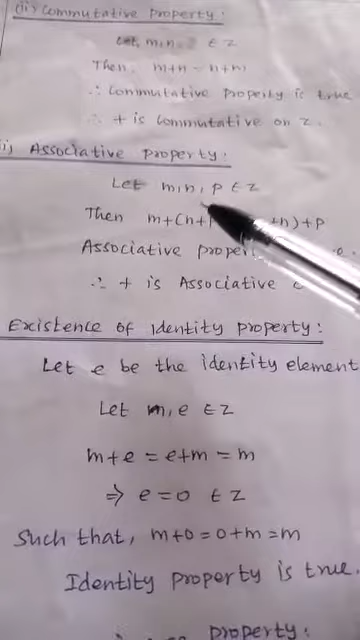 (ii) Commutative Property:
Let, m,n, ∈ Z
Then, m+n = n+m
∴ Commutative Property is true
∴ + is commutative on Z.
Associative Property:
Let m,n, P ∈ Z
Then m+(n+ +n)+P
Associative
∴ + is Associative
Existence of Identity property:
Let e be the identity element
Let m,e ∈ Z
m+e = e+m = m
⇒ e=0 ∈ Z
Such that, m+0 = 0+m = m
Identity property is true.
property: